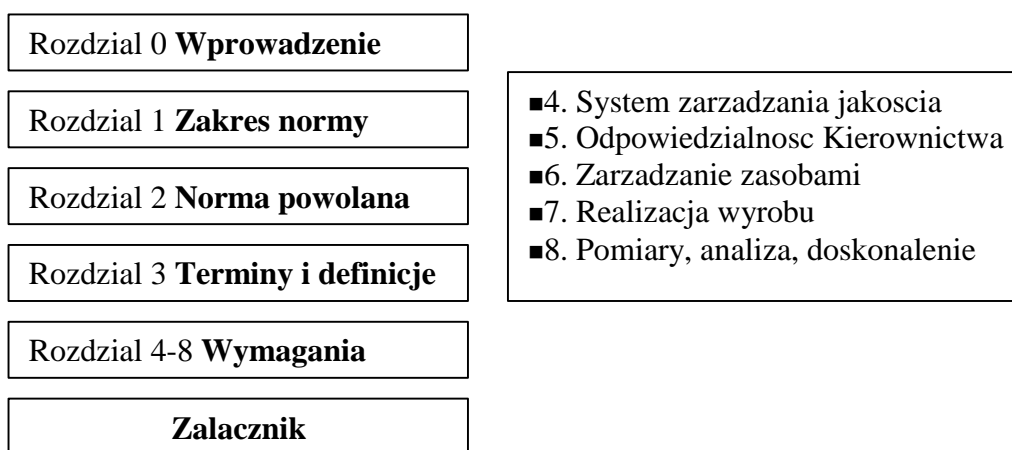 Rozdzial 0 Wprowadzenie
Rozdzial 1 Zakres normy
Rozdzial 2 Norma powolana
Rozdzial 3 Terminy i definicje
Rozdzial 4-8 Wymagania
Zalacznik
■4. System zarzadzania jakoscia
■5. Odpowiedzialnosc Kierownictwa
■6. Zarzadzanie zasobami
■7. Realizacja wyrobu
■8. Pomiary, analiza, doskonalenie